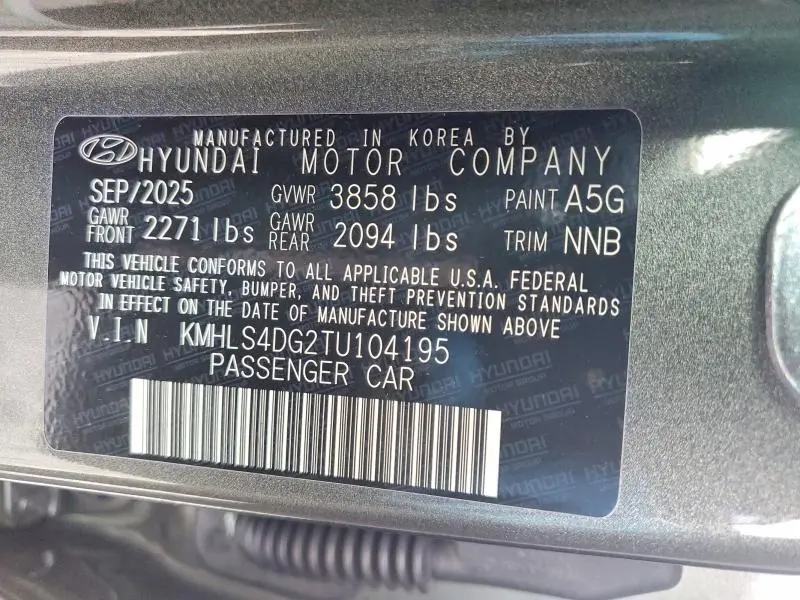 MANUFACTURED IN KOREA BY
HYUNDAI MOTOR COMPANY
SEP/2025 GVWR 3858 lbs PAINT A5G
GAWR FRONT 2271 lbs GAWR REAR 2094 lbs TRIM NNB
THIS VEHICLE CONFORMS TO ALL APPLICABLE U.S.A. FEDERAL
MOTOR VEHICLE SAFETY, BUMPER, AND THEFT PREVENTION STANDARDS
IN EFFECT ON THE DATE OF MANUFACTURE SHOWN ABOVE
V.I.N KMHLS4DG2TU104195
PASSENGER CAR